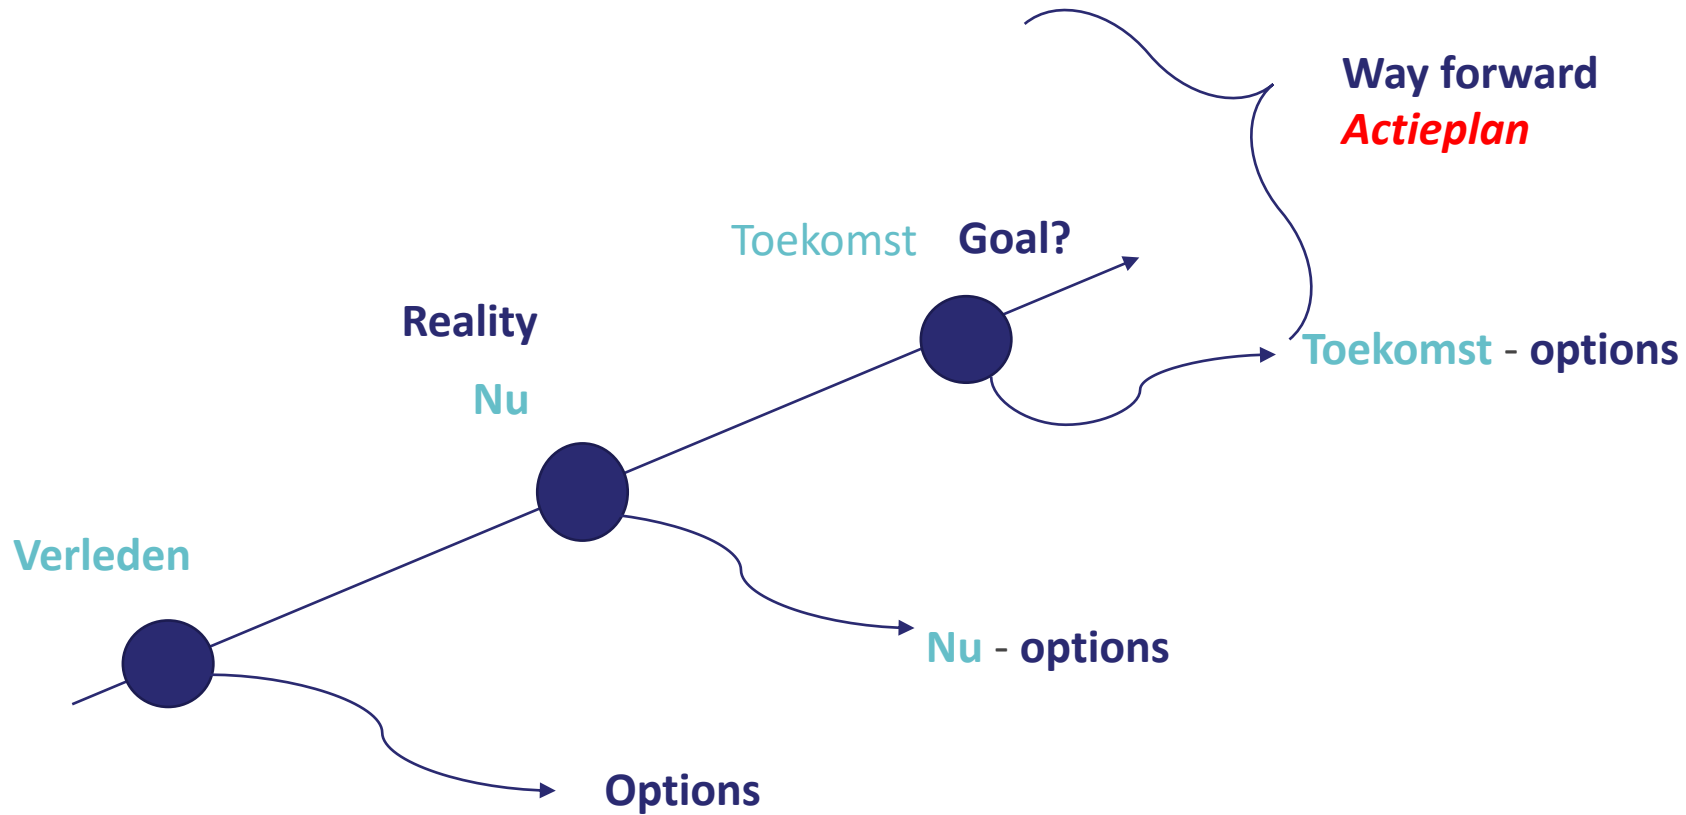 Way forward
Actieplan
Toekomst Goal?
Reality
Toekomst - options
Nu
Verleden
Nu - options
Options